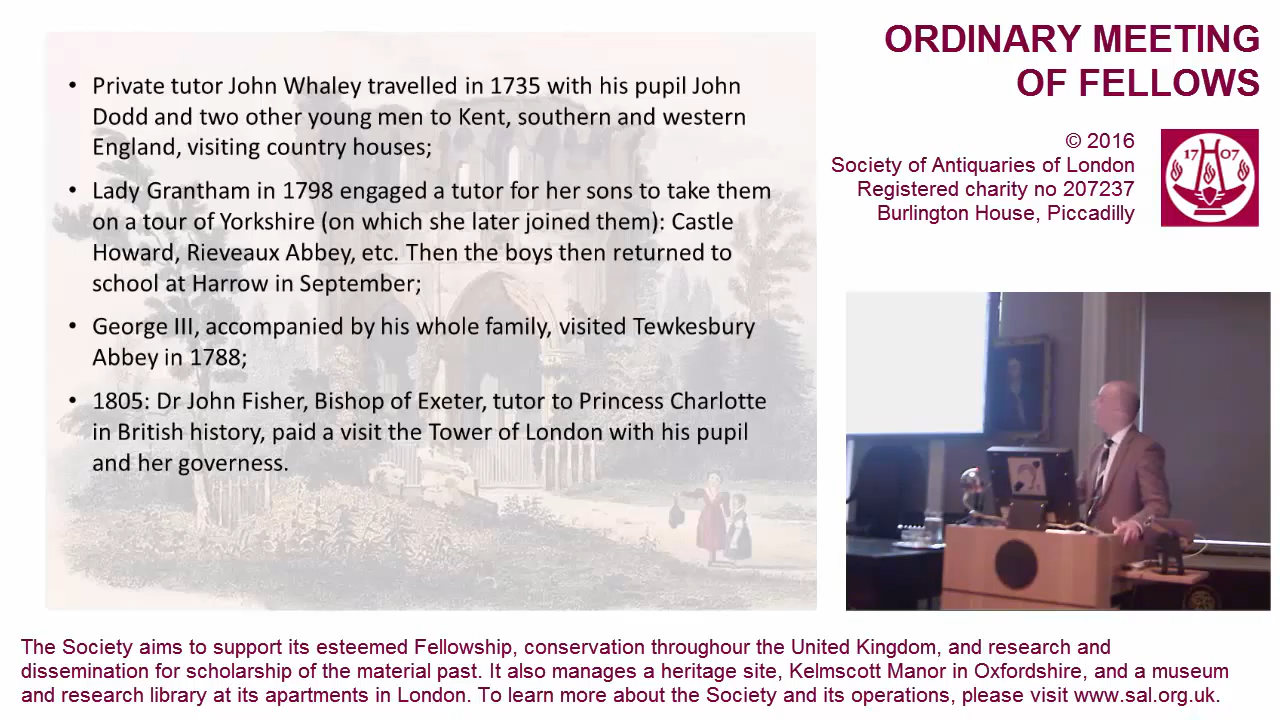 • Private tutor John Whaley travelled in 1735 with his pupil John
Dodd and two other young men to Kent, southern and western
England, visiting country houses;
• Lady Grantham in 1798 engaged a tutor for her sons to take them
on a tour of Yorkshire (on which she later joined them): Castle
Howard, Rieveaux Abbey, etc. Then the boys then returned to
school at Harrow in September;
• George III, accompanied by his whole family, visited Tewkesbury
Abbey in 1788;
• 1805: Dr John Fisher, Bishop of Exeter, tutor to Princess Charlotte
in British history, paid a visit the Tower of London with his pupil
and her governess.
ORDINARY MEETING
OF FELLOWS
© 2016
Society of Antiquaries of London
Registered charity no 207237
Burlington House, Piccadilly
17 07
The Society aims to support its esteemed Fellowship, conservation throughour the United Kingdom, and research and
dissemination for scholarship of the material past. It also manages a heritage site, Kelmscott Manor in Oxfordshire, and a museum
and research library at its apartments in London. To learn more about the Society and its operations, please visit www.sal.org.uk.